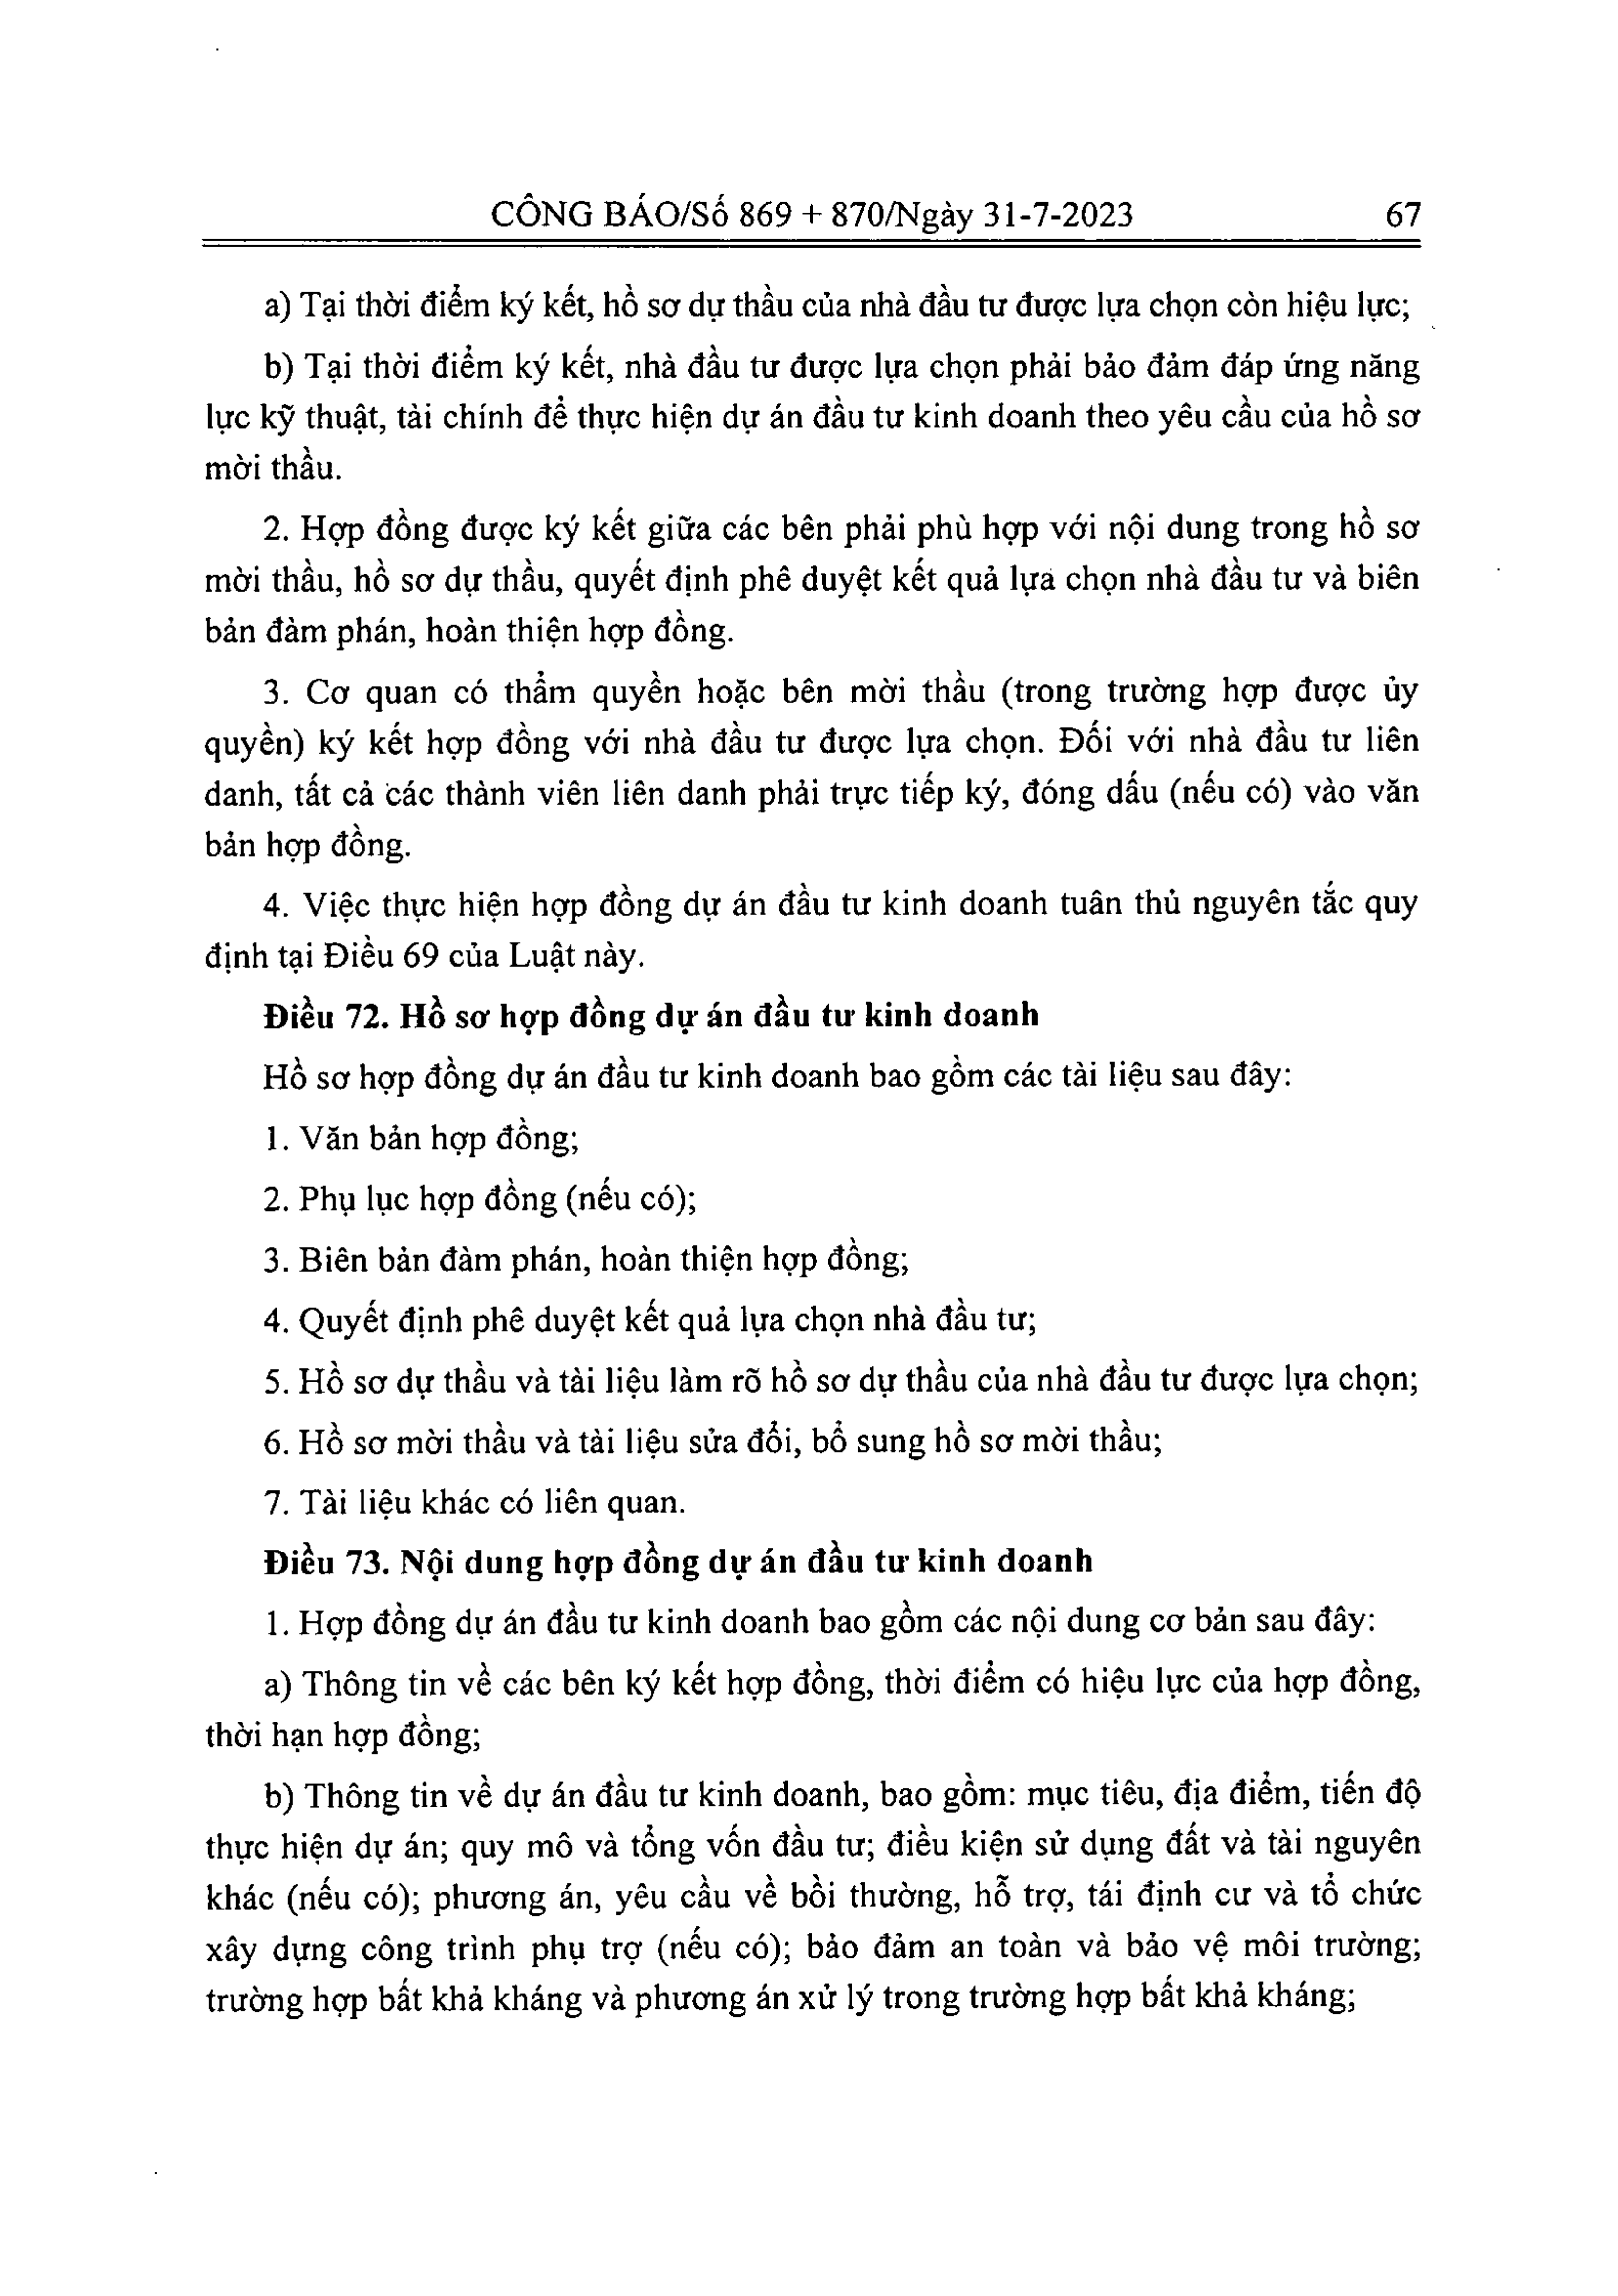 CÔNG BÁO/Số 869 + 870/Ngày 31-7-2023 67
a) Tại thời điểm ký kết, hồ sơ dự thầu của nhà đầu tư được lựa chọn còn hiệu lực;
b) Tại thời điểm ký kết, nhà đầu tư được lựa chọn phải bảo đảm đáp ứng năng
lực kỹ thuật, tài chính để thực hiện dự án đầu tư kinh doanh theo yêu cầu của hồ sơ
mời thầu.
2. Hợp đồng được ký kết giữa các bên phải phù hợp với nội dung trong hồ sơ
mời thầu, hồ sơ dự thầu, quyết định phê duyệt kết quả lựa chọn nhà đầu tư và biên
bản đàm phán, hoàn thiện hợp đồng.
3. Cơ quan có thẩm quyền hoặc bên mời thầu (trong trường hợp được ủy
quyền) ký kết hợp đồng với nhà đầu tư được lựa chọn. Đối với nhà đầu tư liên
danh, tất cả các thành viên liên danh phải trực tiếp ký, đóng dấu (nếu có) vào văn
bản hợp đồng.
4. Việc thực hiện hợp đồng dự án đầu tư kinh doanh tuân thủ nguyên tắc quy
định tại Điều 69 của Luật này.
Điều 72. Hồ sơ hợp đồng dự án đầu tư kinh doanh
Hồ sơ hợp đồng dự án đầu tư kinh doanh bao gồm các tài liệu sau đây:
1. Văn bản hợp đồng;
2. Phụ lục hợp đồng (nếu có);
3. Biên bản đàm phán, hoàn thiện hợp đồng;
4. Quyết định phê duyệt kết quả lựa chọn nhà đầu tư;
5. Hồ sơ dự thầu và tài liệu làm rõ hồ sơ dự thầu của nhà đầu tư được lựa chọn;
6. Hồ sơ mời thầu và tài liệu sửa đổi, bổ sung hồ sơ mời thầu;
7. Tài liệu khác có liên quan.
Điều 73. Nội dung hợp đồng dự án đầu tư kinh doanh
1. Hợp đồng dự án đầu tư kinh doanh bao gồm các nội dung cơ bản sau đây:
a) Thông tin về các bên ký kết hợp đồng, thời điểm có hiệu lực của hợp đồng,
thời hạn hợp đồng;
b) Thông tin về dự án đầu tư kinh doanh, bao gồm: mục tiêu, địa điểm, tiến độ
thực hiện dự án; quy mô và tổng vốn đầu tư; điều kiện sử dụng đất và tài nguyên
khác (nếu có); phương án, yêu cầu về bồi thường, hỗ trợ, tái định cư và tổ chức
xây dựng công trình phụ trợ (nếu có); bảo đảm an toàn và bảo vệ môi trường;
trường hợp bất khả kháng và phương án xử lý trong trường hợp bất khả kháng;